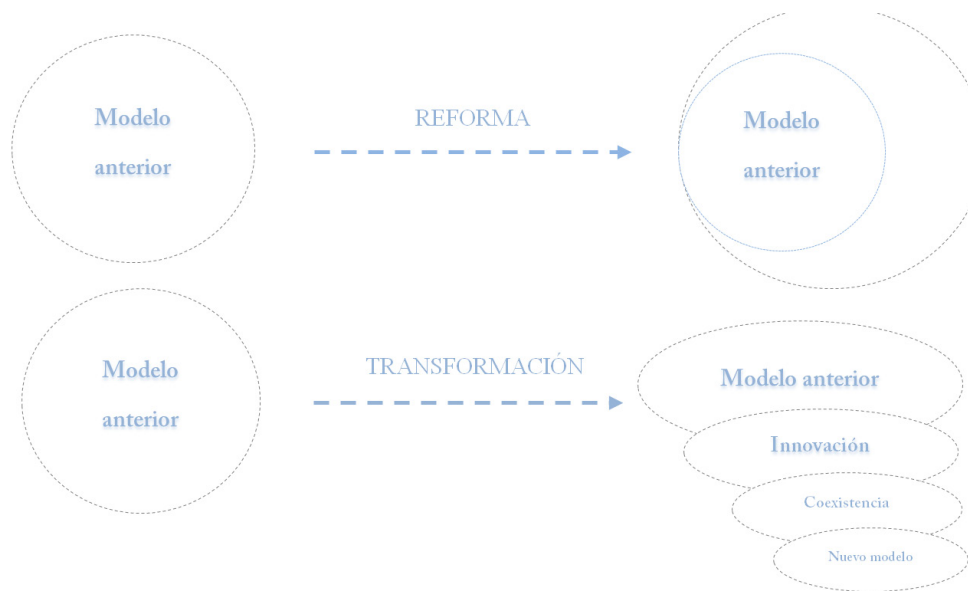 Modelo
anterior
REFORMA
Modelo
anterior
Modelo
anterior
TRANSFORMACIÓN
Modelo anterior
Innovación
Coexistencia
Nuevo modelo